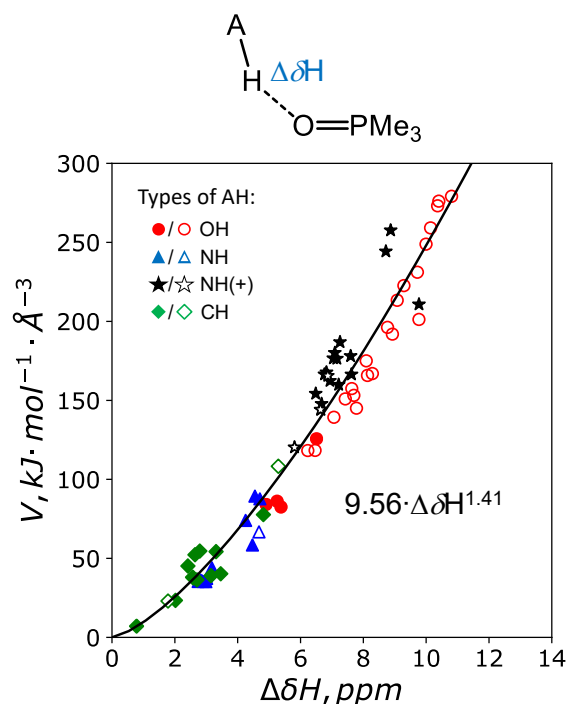 A
H ΔδH
O=PMe₃
300
250
200
150
100
50
0
V, kJ·mol⁻¹·Å⁻³
Types of AH:
/ OH
/ NH
/ NH(+)
/ CH
9.56·ΔδH¹·⁴¹
0 2 4 6 8 10 12 14
ΔδH, ppm